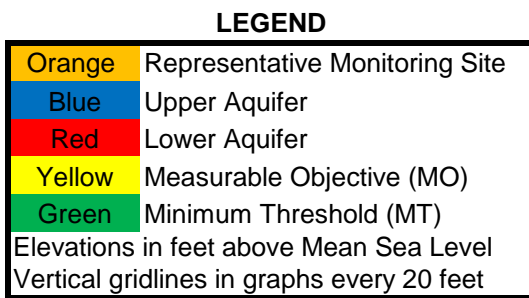 LEGEND
Orange Representative Monitoring Site
Blue Upper Aquifer
Red Lower Aquifer
Yellow Measurable Objective (MO)
Green Minimum Threshold (MT)
Elevations in feet above Mean Sea Level
Vertical gridlines in graphs every 20 feet